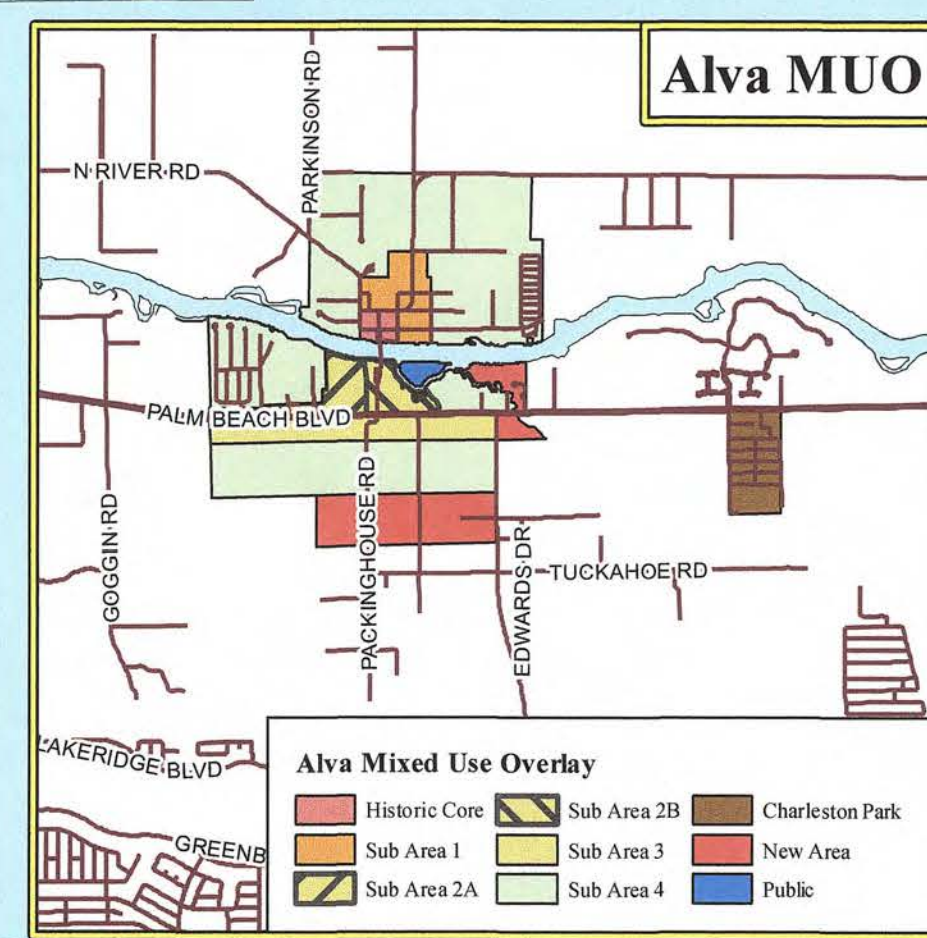 Alva MUO
PARKINSON RD
N RIVER RD
PALM BEACH BLVD
GOGGIN RD
PACKINGHOUSE RD
EDWARDS DR
TUCKAHOE RD
LAKERIDGE BLVD
GREENB
Alva Mixed Use Overlay
Historic Core
Sub Area 2B
Charleston Park
Sub Area 1
Sub Area 3
New Area
Sub Area 2A
Sub Area 4
Public